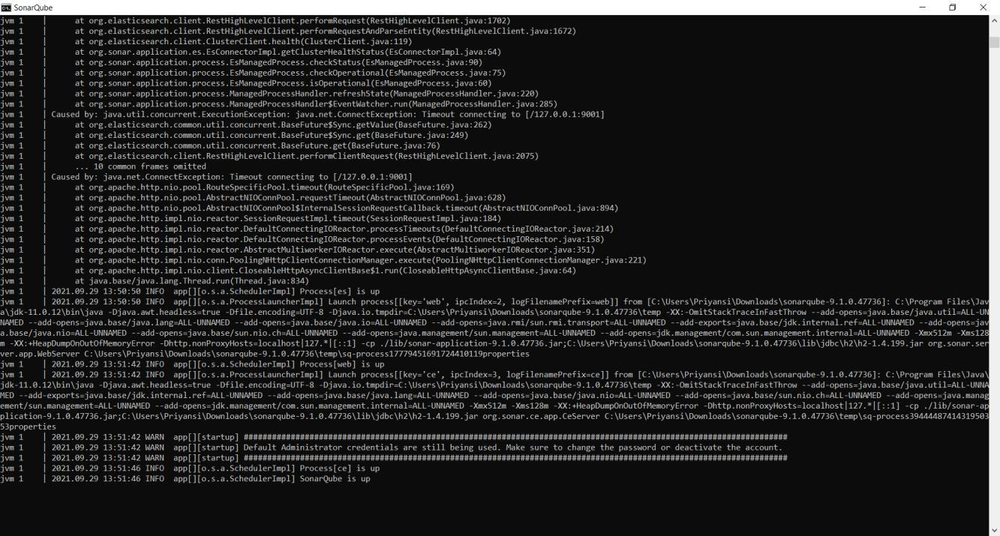 SonarQube
jvm 1    |      at org.elasticsearch.client.RestHighLevelClient.performRequest(RestHighLevelClient.java:1702)
jvm 1    |      at org.elasticsearch.client.RestHighLevelClient.performRequestAndParseEntity(RestHighLevelClient.java:1672)
jvm 1    |      at org.elasticsearch.client.ClusterClient.health(ClusterClient.java:119)
jvm 1    |      at org.sonar.application.es.EsConnectorImpl.getClusterHealthStatus(EsConnectorImpl.java:64)
jvm 1    |      at org.sonar.application.process.EsManagedProcess.checkStatus(EsManagedProcess.java:90)
jvm 1    |      at org.sonar.application.process.EsManagedProcess.checkOperational(EsManagedProcess.java:75)
jvm 1    |      at org.sonar.application.process.EsManagedProcess.isOperational(EsManagedProcess.java:60)
jvm 1    |      at org.sonar.application.process.ManagedProcessHandler.refreshState(ManagedProcessHandler.java:220)
jvm 1    |      at org.sonar.application.process.ManagedProcessHandler$EventWatcher.run(ManagedProcessHandler.java:285)
jvm 1    | Caused by: java.util.concurrent.ExecutionException: java.net.ConnectException: Timeout connecting to [/127.0.0.1:9001]
jvm 1    |      at org.elasticsearch.common.util.concurrent.BaseFuture$Sync.getValue(BaseFuture.java:262)
jvm 1    |      at org.elasticsearch.common.util.concurrent.BaseFuture$Sync.get(BaseFuture.java:249)
jvm 1    |      at org.elasticsearch.common.util.concurrent.BaseFuture.get(BaseFuture.java:76)
jvm 1    |      at org.elasticsearch.client.RestHighLevelClient.performClientRequest(RestHighLevelClient.java:2075)
jvm 1    |      ... 10 common frames omitted
jvm 1    | Caused by: java.net.ConnectException: Timeout connecting to [/127.0.0.1:9001]
jvm 1    |      at org.apache.http.nio.pool.RouteSpecificPool.timeout(RouteSpecificPool.java:169)
jvm 1    |      at org.apache.http.nio.pool.AbstractNIOConnPool.requestTimeout(AbstractNIOConnPool.java:628)
jvm 1    |      at org.apache.http.nio.pool.AbstractNIOConnPool$InternalSessionRequestCallback.timeout(AbstractNIOConnPool.java:894)
jvm 1    |      at org.apache.http.impl.nio.reactor.SessionRequestImpl.timeout(SessionRequestImpl.java:184)
jvm 1    |      at org.apache.http.impl.nio.reactor.DefaultConnectingIOReactor.processTimeouts(DefaultConnectingIOReactor.java:214)
jvm 1    |      at org.apache.http.impl.nio.reactor.DefaultConnectingIOReactor.processEvents(DefaultConnectingIOReactor.java:158)
jvm 1    |      at org.apache.http.impl.nio.reactor.AbstractMultiworkerIOReactor.execute(AbstractMultiworkerIOReactor.java:351)
jvm 1    |      at org.apache.http.impl.nio.conn.PoolingNHttpClientConnectionManager.execute(PoolingNHttpClientConnectionManager.java:221)
jvm 1    |      at org.apache.http.impl.nio.client.CloseableHttpAsyncClientBase$1.run(CloseableHttpAsyncClientBase.java:64)
jvm 1    |      at java.base/java.lang.Thread.run(Thread.java:834)
jvm 1    | 2021.09.29 13:50:50 INFO  app[][o.s.a.SchedulerImpl] Process[es] is up
jvm 1    | 2021.09.29 13:50:50 INFO  app[][o.s.a.ProcessLauncherImpl] Launch process[[key='web', ipcIndex=2, logFilenamePrefix=web]] from [C:\Users\Priyansi\Downloads\sonarqube-9.1.0.47736]: C:\Program Files\Jav
a\jdk-11.0.12\bin\java -Djava.awt.headless=true -Dfile.encoding=UTF-8 -Djava.io.tmpdir=C:\Users\Priyansi\Downloads\sonarqube-9.1.0.47736\temp -XX:-OmitStackTraceInFastThrow --add-opens=java.base/java.util=ALL-UN
NAMED --add-opens=java.base/java.lang=ALL-UNNAMED --add-opens=java.base/java.io=ALL-UNNAMED --add-opens=java.rmi/sun.rmi.transport=ALL-UNNAMED --add-exports=java.base/jdk.internal.ref=ALL-UNNAMED --add-opens=jav
a.base/java.nio=ALL-UNNAMED --add-opens=java.base/sun.nio.ch=ALL-UNNAMED --add-opens=java.management/sun.management=ALL-UNNAMED --add-opens=jdk.management/com.sun.management.internal=ALL-UNNAMED -Xmx512m -Xms128
m -XX:+HeapDumpOnOutOfMemoryError -Dhttp.nonProxyHosts=localhost|127.*|[::1] -cp ./lib/sonar-application-9.1.0.47736.jar;C:\Users\Priyansi\Downloads\sonarqube-9.1.0.47736\lib\jdbc\h2\h2-1.4.199.jar org.sonar.ser
ver.app.WebServer C:\Users\Priyansi\Downloads\sonarqube-9.1.0.47736\temp\sq-process17779451691724410119properties
jvm 1    | 2021.09.29 13:51:42 INFO  app[][o.s.a.SchedulerImpl] Process[web] is up
jvm 1    | 2021.09.29 13:51:42 INFO  app[][o.s.a.ProcessLauncherImpl] Launch process[[key='ce', ipcIndex=3, logFilenamePrefix=ce]] from [C:\Users\Priyansi\Downloads\sonarqube-9.1.0.47736]: C:\Program Files\Java\
jdk-11.0.12\bin\java -Djava.awt.headless=true -Dfile.encoding=UTF-8 -Djava.io.tmpdir=C:\Users\Priyansi\Downloads\sonarqube-9.1.0.47736\temp -XX:-OmitStackTraceInFastThrow --add-opens=java.base/java.util=ALL-UNNA
MED --add-exports=java.base/jdk.internal.ref=ALL-UNNAMED --add-opens=java.base/java.lang=ALL-UNNAMED --add-opens=java.base/java.nio=ALL-UNNAMED --add-opens=java.base/sun.nio.ch=ALL-UNNAMED --add-opens=java.manag
ement/sun.management=ALL-UNNAMED --add-opens=jdk.management/com.sun.management.internal=ALL-UNNAMED -Xmx512m -Xms128m -XX:+HeapDumpOnOutOfMemoryError -Dhttp.nonProxyHosts=localhost|127.*|[::1] -cp ./lib/sonar-ap
plication-9.1.0.47736.jar;C:\Users\Priyansi\Downloads\sonarqube-9.1.0.47736\lib\jdbc\h2\h2-1.4.199.jar org.sonar.ce.app.CeServer C:\Users\Priyansi\Downloads\sonarqube-9.1.0.47736\temp\sq-process39444487414319503
53properties
jvm 1    | 2021.09.29 13:51:42 WARN  app[][startup] ####################################################################################################################
jvm 1    | 2021.09.29 13:51:42 WARN  app[][startup] Default Administrator credentials are still being used. Make sure to change the password or deactivate the account.
jvm 1    | 2021.09.29 13:51:42 WARN  app[][startup] ####################################################################################################################
jvm 1    | 2021.09.29 13:51:46 INFO  app[][o.s.a.SchedulerImpl] Process[ce] is up
jvm 1    | 2021.09.29 13:51:46 INFO  app[][o.s.a.SchedulerImpl] SonarQube is up